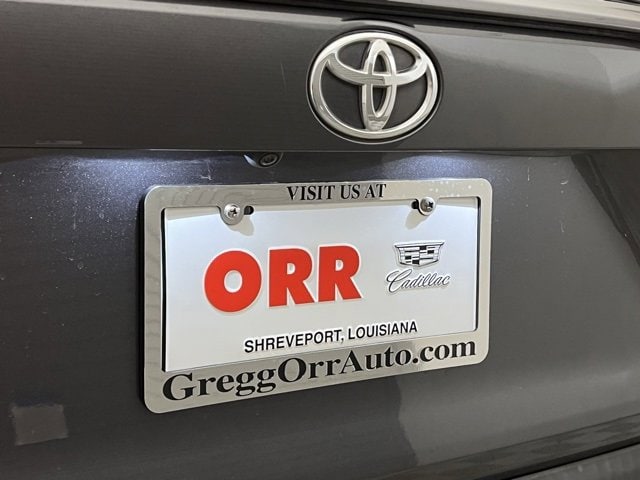 VISIT US AT
ORR
Cadillac
SHREVEPORT, LOUISIANA
GreggOrrAuto.com